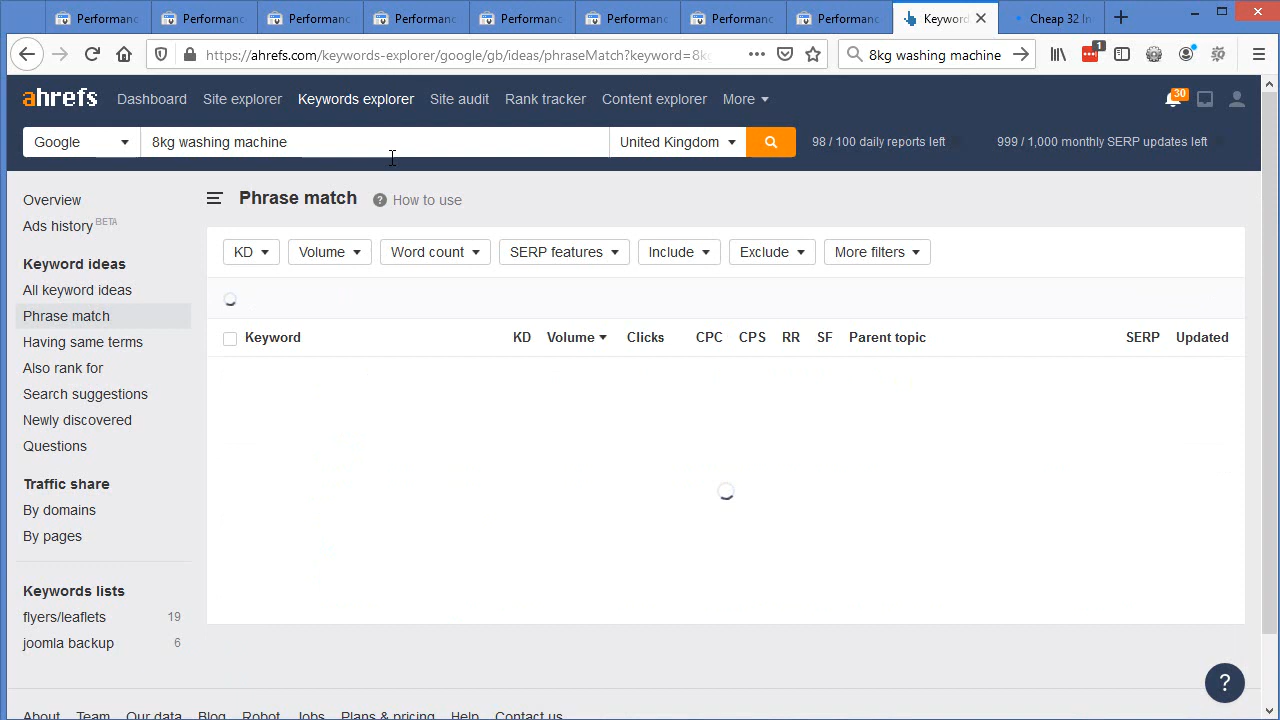 Performanc Performanc Performanc Performanc Performanc Performanc Performanc Performanc Keyword Cheap 32 In
https://ahrefs.com/keywords-explorer/google/gb/ideas/phraseMatch?keyword=8kg 8kg washing machine 1
ahrefs Dashboard Site explorer Keywords explorer Site audit Rank tracker Content explorer More 30
Google 8kg washing machine United Kingdom 98 / 100 daily reports left 999 / 1,000 monthly SERP updates left
Overview
Ads history BETA
Keyword ideas
All keyword ideas
Phrase match
Having same terms
Also rank for
Search suggestions
Newly discovered
Questions
Traffic share
By domains
By pages
Keywords lists
flyers/leaflets 19
joomla backup 6
Phrase match ? How to use
KD Volume Word count SERP features Include Exclude More filters
Keyword KD Volume Clicks CPC CPS RR SF Parent topic SERP Updated
?
About Team Our data Blog Robot Jobs Plans & pricing Help Contact us